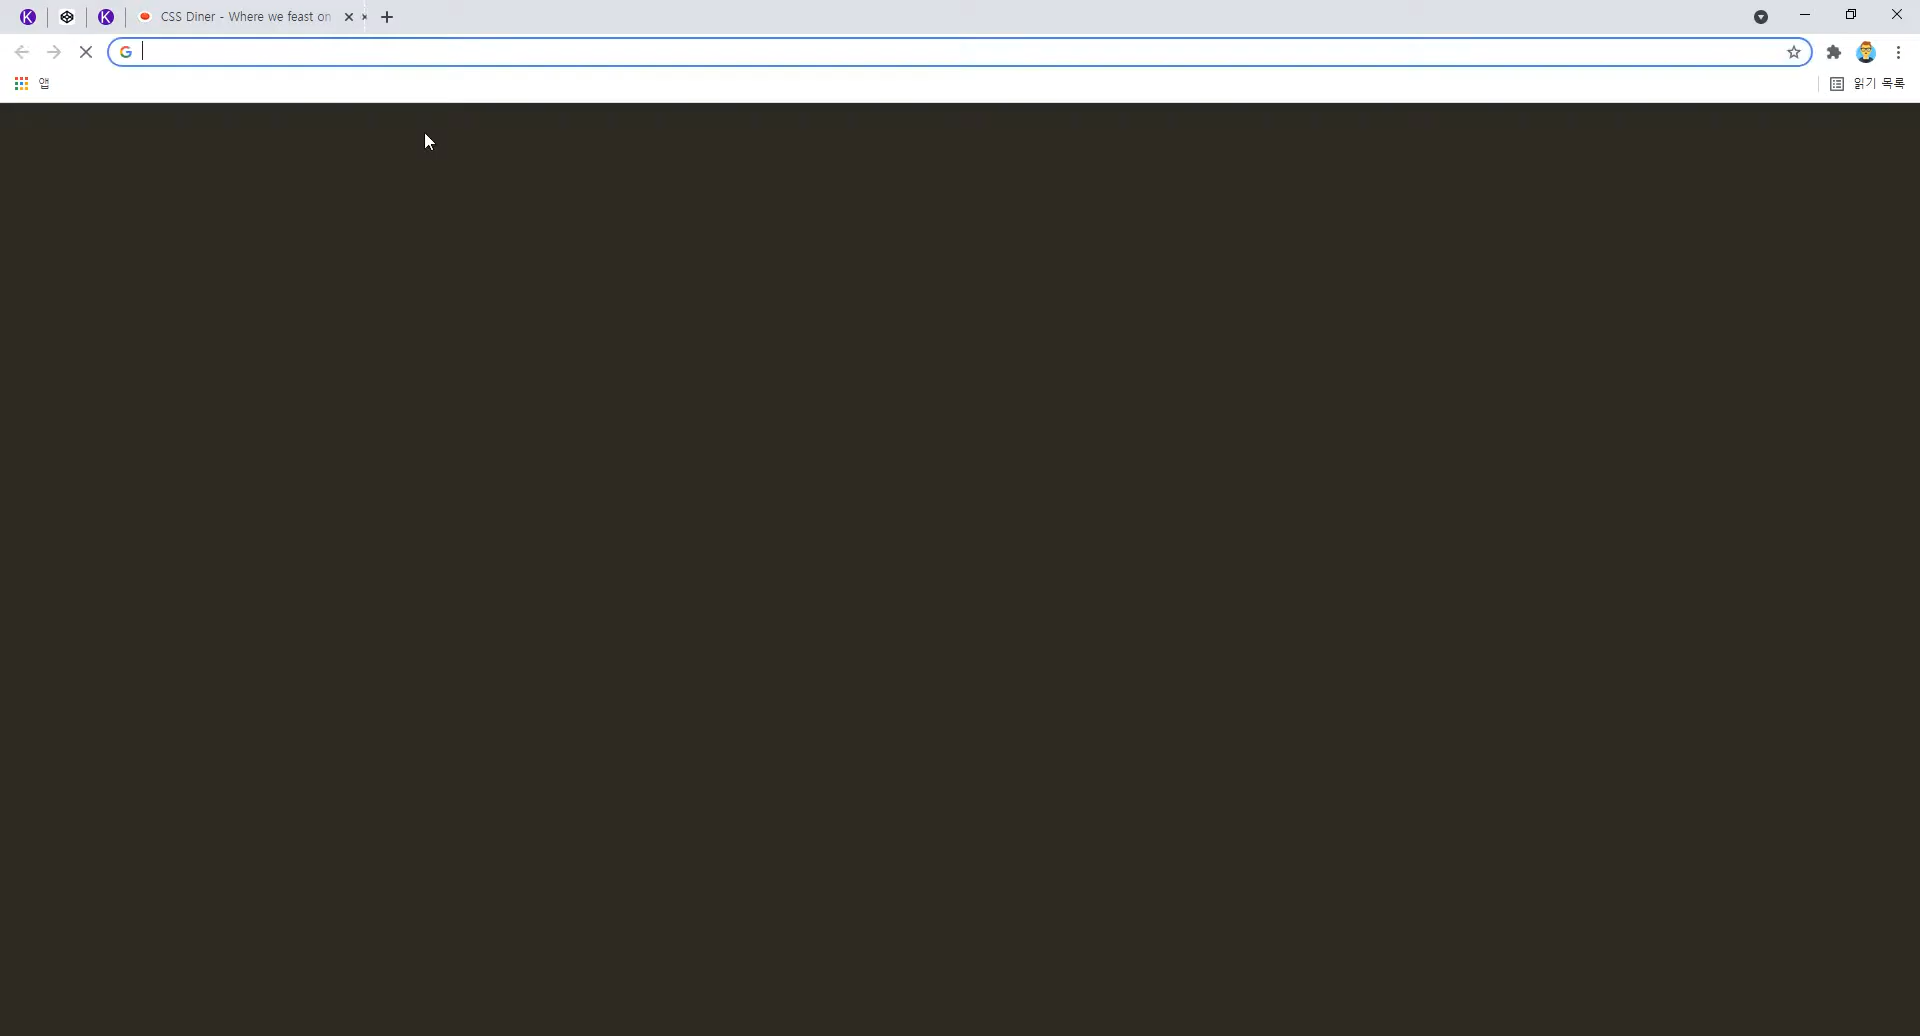 CSS Diner - Where we feast on
앱
읽기 목록